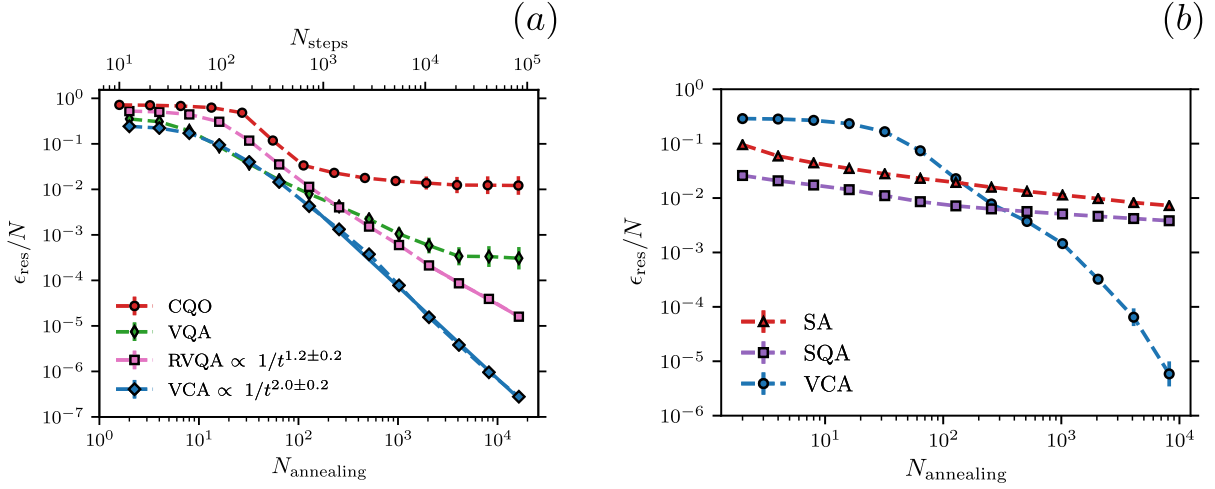 (a)
N_steps
10^1 10^2 10^3 10^4 10^5
10^0
10^-1
10^-2
10^-3
10^-4
10^-5
10^-6
10^-7
ϵ_res/N
CQO
VQA
RVQA ∝ 1/t^{1.2±0.2}
VCA ∝ 1/t^{2.0±0.2}
10^0 10^1 10^2 10^3 10^4
N_annealing
(b)
10^0
10^-1
10^-2
10^-3
10^-4
10^-5
10^-6
ϵ_res/N
SA
SQA
VCA
10^1 10^2 10^3 10^4
N_annealing